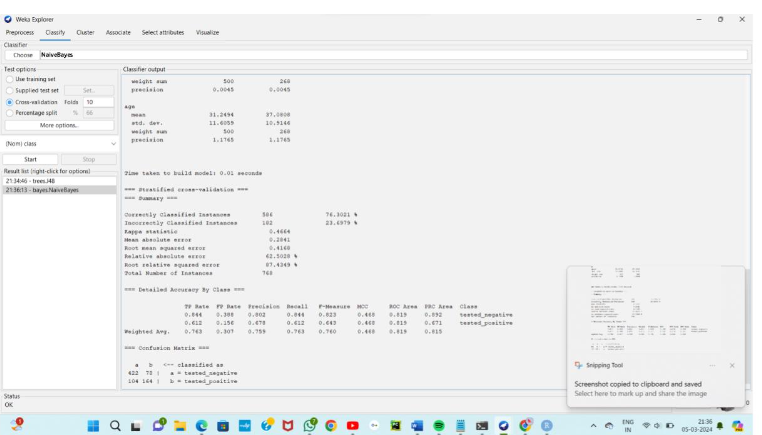 Weka Explorer
Preprocess Classify Cluster Associate Select attributes Visualize
Classifier
Choose NaiveBayes
Test options
Use training set
Supplied test set Set...
Cross-validation Folds 10
Percentage split % 66
More options...
(Nom) class
Start Stop
Result list (right-click for options)
21:34:46 - trees.J48
21:36:13 - bayes.NaiveBayes
Classifier output
weight sum 500 268
precision 0.0045 0.0045
age
mean 31.2494 37.0808
std. dev. 11.6059 10.9146
weight sum 500 268
precision 1.1765 1.1765
Time taken to build model: 0.01 seconds
=== Stratified cross-validation ===
=== Summary ===
Correctly Classified Instances 586 76.3021 %
Incorrectly Classified Instances 182 23.6979 %
Kappa statistic 0.4664
Mean absolute error 0.2841
Root mean squared error 0.4168
Relative absolute error 62.5028 %
Root relative squared error 87.4349 %
Total Number of Instances 768
=== Detailed Accuracy By Class ===
TP Rate FP Rate Precision Recall F-Measure MCC ROC Area PRC Area Class
0.844 0.388 0.802 0.844 0.823 0.468 0.819 0.892 tested_negative
0.612 0.156 0.678 0.612 0.643 0.468 0.819 0.671 tested_positive
Weighted Avg. 0.763 0.307 0.759 0.763 0.760 0.468 0.819 0.815
=== Confusion Matrix ===
a b <-- classified as
422 78 | a = tested_negative
104 164 | b = tested_positive
Status
OK
Snipping Tool
Screenshot copied to clipboard and saved
Select here to mark up and share the image
ENG
IN
21:36
05-03-2024